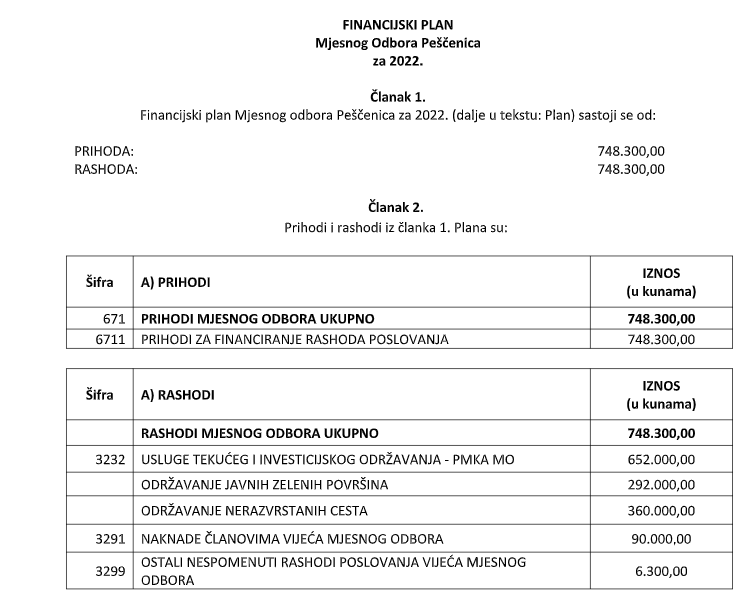 FINANCIJSKI PLAN
Mjesnog Odbora Peščenica
za 2022.
Članak 1.
Financijski plan Mjesnog odbora Peščenica za 2022. (dalje u tekstu: Plan) sastoji se od:
PRIHODA: 748.300,00
RASHODA: 748.300,00
Članak 2.
Prihodi i rashodi iz članka 1. Plana su:
Šifra A) PRIHODI IZNOS
(u kunama)
671 PRIHODI MJESNOG ODBORA UKUPNO 748.300,00
6711 PRIHODI ZA FINANCIRANJE RASHODA POSLOVANJA 748.300,00
Šifra A) RASHODI IZNOS
(u kunama)
RASHODI MJESNOG ODBORA UKUPNO 748.300,00
3232 USLUGE TEKUĆEG I INVESTICIJSKOG ODRŽAVANJA - PMKA MO 652.000,00
ODRŽAVANJE JAVNIH ZELENIH POVRŠINA 292.000,00
ODRŽAVANJE NERAZVRSTANIH CESTA 360.000,00
3291 NAKNADE ČLANOVIMA VIJEĆA MJESNOG ODBORA 90.000,00
3299 OSTALI NESPOMENUTI RASHODI POSLOVANJA VIJEĆA MJESNOG
ODBORA 6.300,00